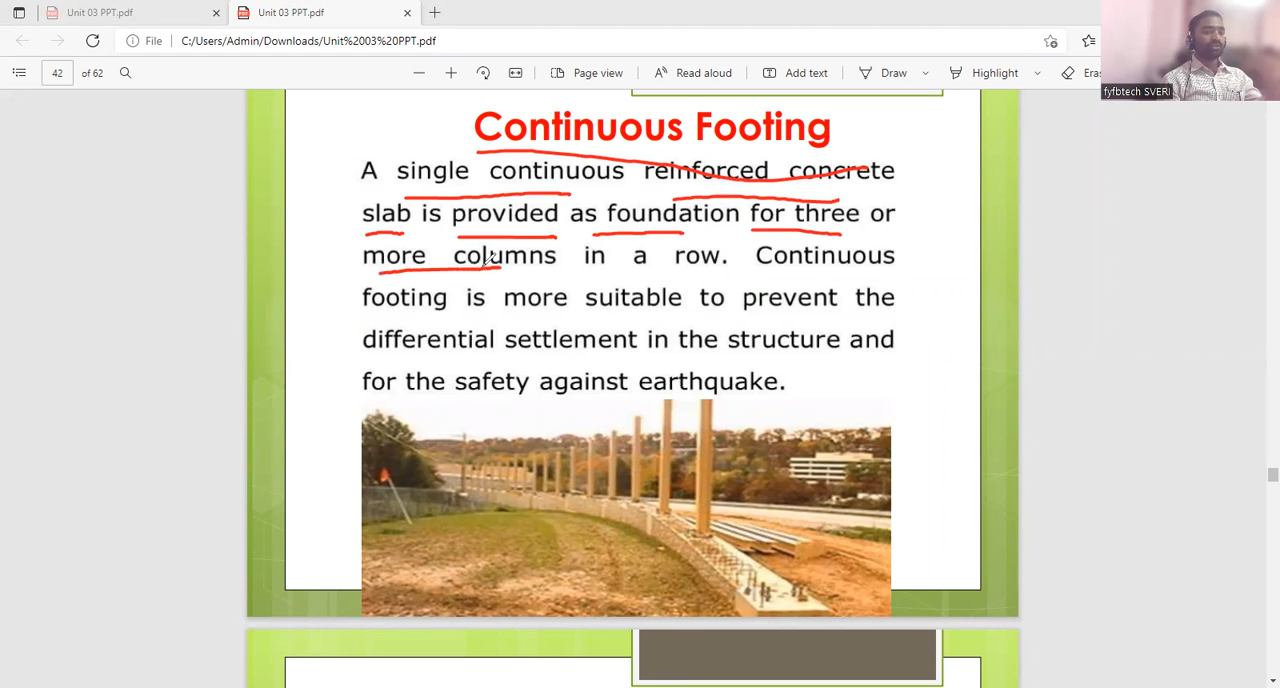 Unit 03 PPT.pdf
Unit 03 PPT.pdf
File C:/Users/Admin/Downloads/Unit%2003%20PPT.pdf
42 of 62 Page view Read aloud Add text Draw Highlight
fyfbtech SVERI
Continuous Footing
A single continuous reinforced concrete
slab is provided as foundation for three or
more columns in a row. Continuous
footing is more suitable to prevent the
differential settlement in the structure and
for the safety against earthquake.